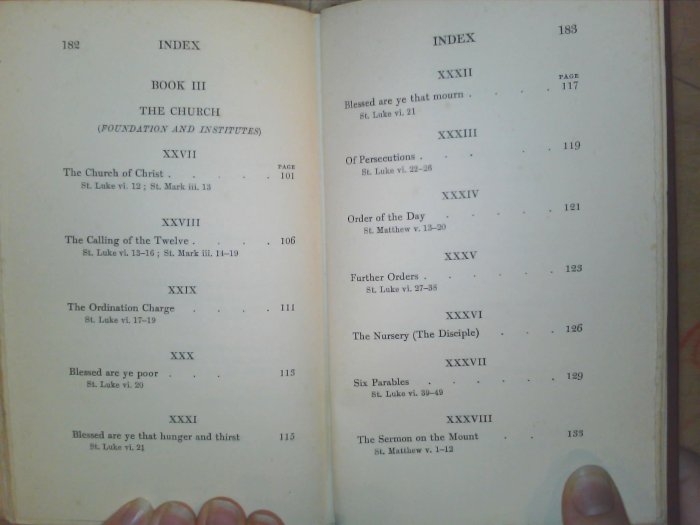 182 INDEX
BOOK III
THE CHURCH
(FOUNDATION AND INSTITUTES)
XXVII
PAGE
The Church of Christ . . . . . 101
St. Luke vi. 12 ; St. Mark iii. 13
XXVIII
The Calling of the Twelve . . . . 106
St. Luke vi. 13-16 ; St. Mark iii. 14-19
XXIX
The Ordination Charge . . . . 111
St. Luke vi. 17-19
XXX
Blessed are ye poor . . . 113
St. Luke vi. 20
XXXI
Blessed are ye that hunger and thirst 115
St. Luke vi. 21
INDEX 183
XXXII
PAGE
Blessed are ye that mourn . . . . 117
St. Luke vi. 21
XXXIII
Of Persecutions . . . . 119
St. Luke vi. 22-26
XXXIV
Order of the Day . . . . 121
St. Matthew v. 13-20
XXXV
Further Orders . . . . . 123
St. Luke vi. 27-38
XXXVI
The Nursery (The Disciple) . . . 126
XXXVII
Six Parables . . . . . . 129
St. Luke vi. 39-49
XXXVIII
The Sermon on the Mount . . . 133
St. Matthew v. 1-12